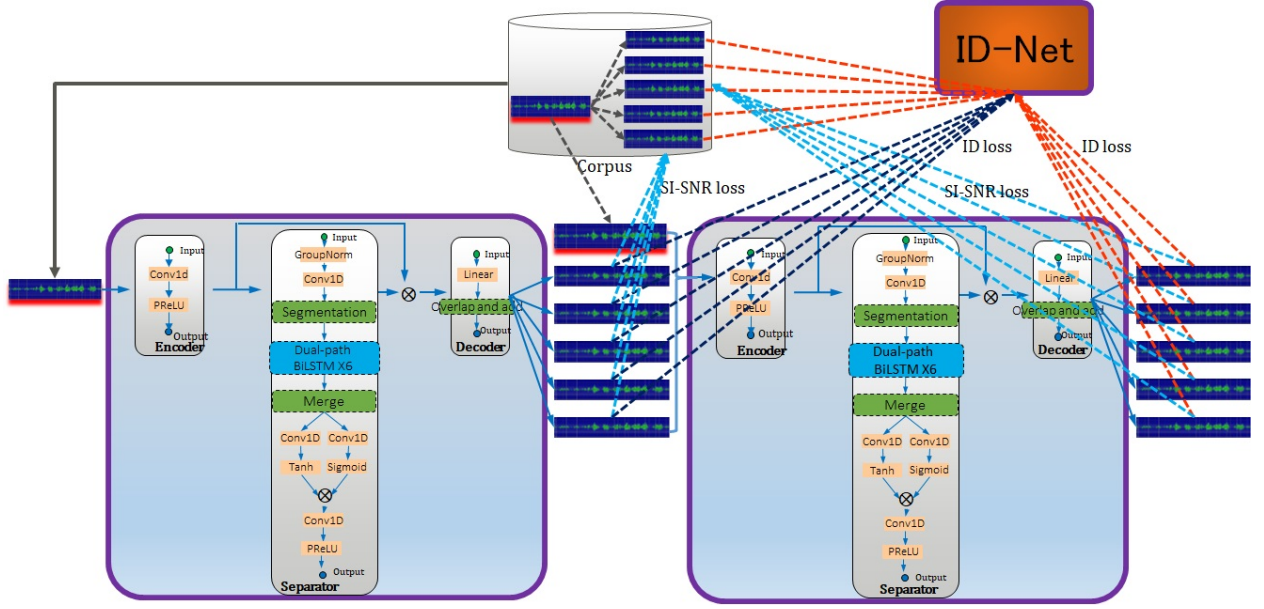 ID-Net
Corpus
SI-SNR loss
ID loss
ID loss
SI-SNR loss
Input
Conv1d
PReLU
Output
Encoder
Input
GroupNorm
Conv1D
Segmentation
Dual-path
BiLSTM X6
Merge
Conv1D
Conv1D
Tanh
Sigmoid
Conv1D
PReLU
Output
Separator
Input
Linear
Overlap and add
Output
Decoder
Input
Conv1d
PReLU
Output
Encoder
Input
GroupNorm
Conv1D
Segmentation
Dual-path
BiLSTM X6
Merge
Conv1D
Conv1D
Tanh
Sigmoid
Conv1D
PReLU
Output
Separator
Input
Linear
Overlap and add
Output
Decoder